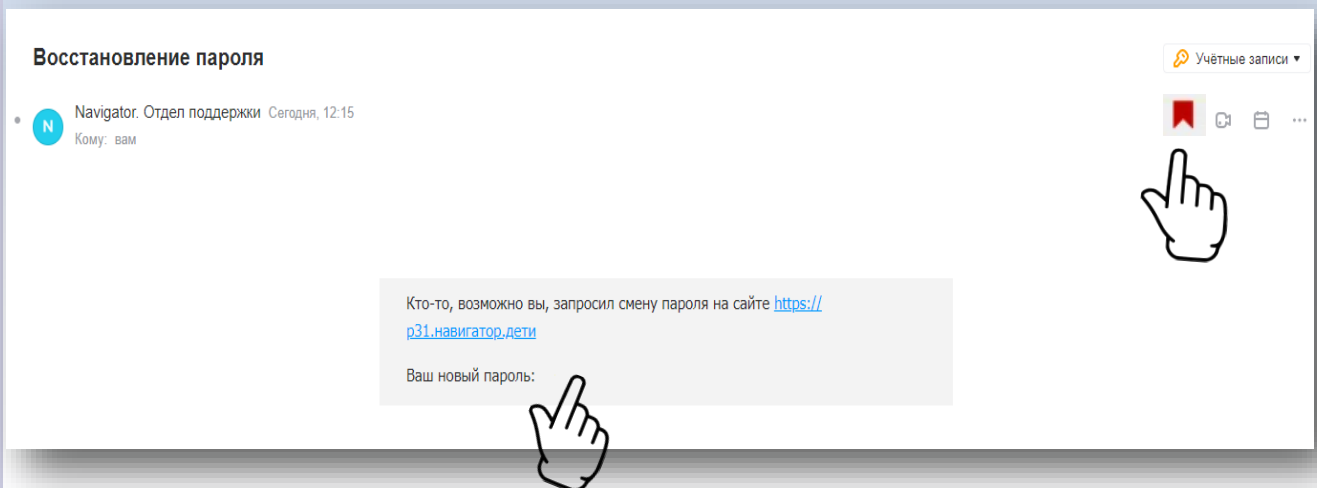 Восстановление пароля
Учётные записи
Navigator. Отдел поддержки Сегодня, 12:15
N
Кому: вам
Кто-то, возможно вы, запросил смену пароля на сайте https://
р31.навигатор.дети
Ваш новый пароль: